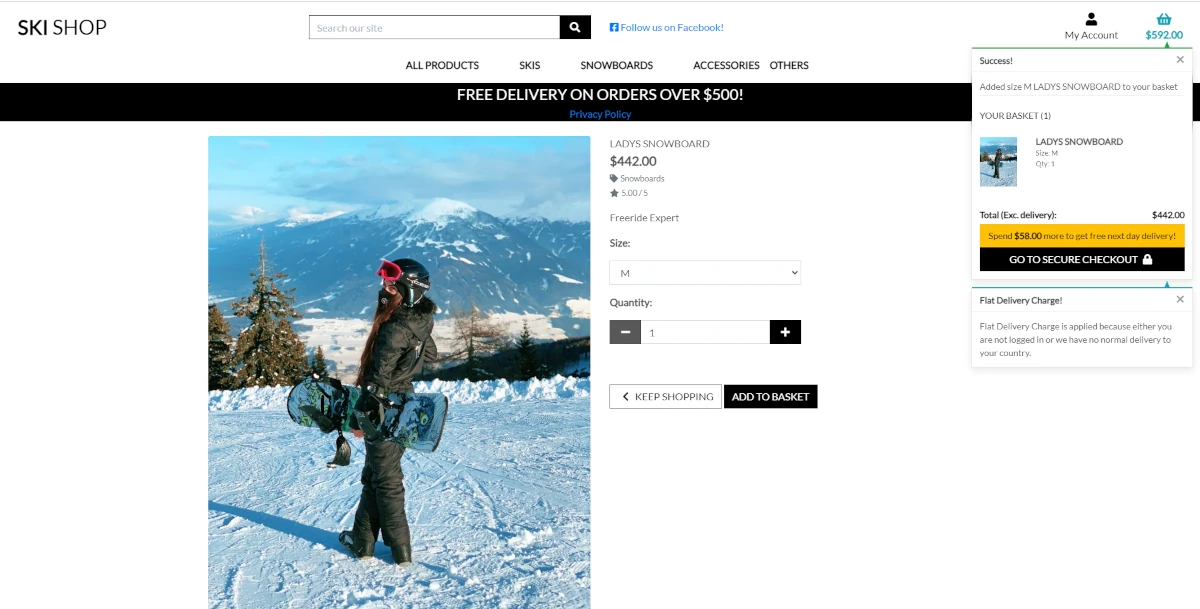 SKI SHOP
Search our site
Follow us on Facebook!
My Account
$592.00
ALL PRODUCTS SKIS SNOWBOARDS ACCESSORIES OTHERS
FREE DELIVERY ON ORDERS OVER $500!
Privacy Policy
LADYS SNOWBOARD
$442.00
Snowboards
5.00 / 5
Freeride Expert
Size:
M
Quantity:
1
KEEP SHOPPING
ADD TO BASKET
Success!
Added size M LADYS SNOWBOARD to your basket
YOUR BASKET (1)
LADYS SNOWBOARD
Size: M
Qty: 1
Total (Exc. delivery): $442.00
Spend $58.00 more to get free next day delivery!
GO TO SECURE CHECKOUT
Flat Delivery Charge!
Flat Delivery Charge is applied because either you
are not logged in or we have no normal delivery to
your country.